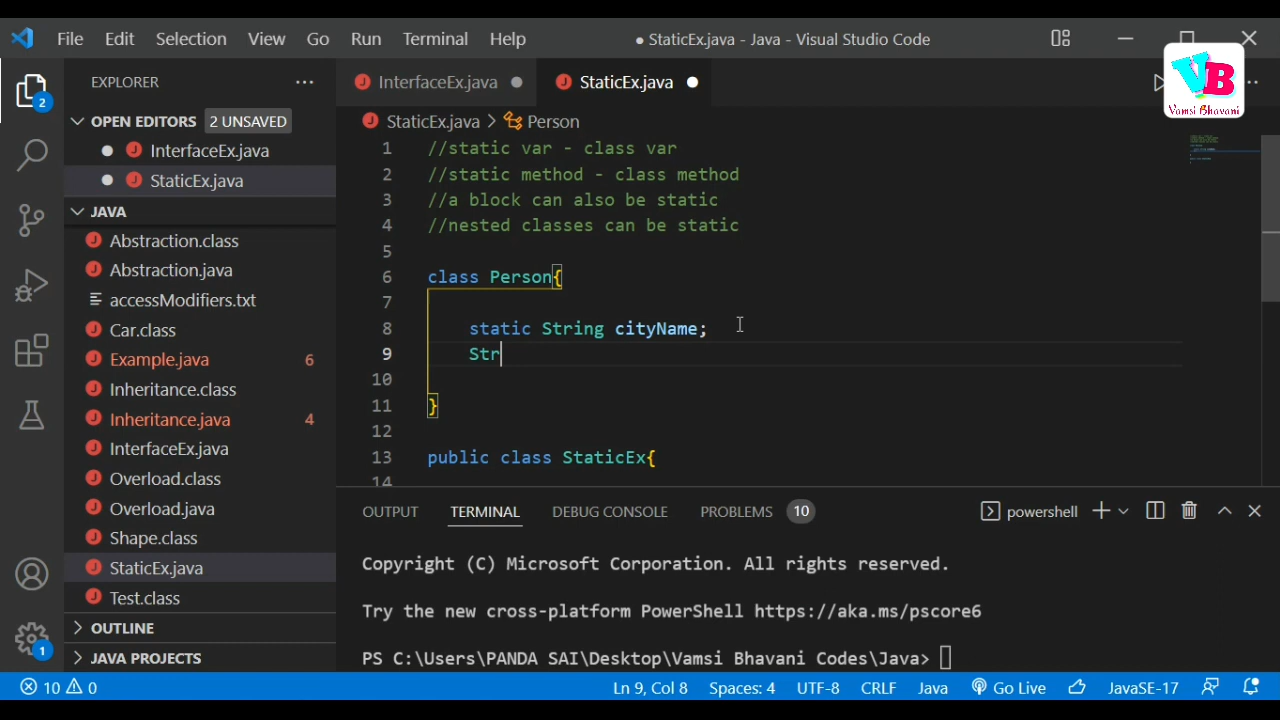 File Edit Selection View Go Run Terminal Help
● StaticEx.java - Java - Visual Studio Code
VB
Vamsi Bhavani
EXPLORER
OPEN EDITORS 2 UNSAVED
InterfaceEx.java
StaticEx.java
JAVA
Abstraction.class
Abstraction.java
accessModifiers.txt
Car.class
Example.java 6
Inheritance.class
Inheritance.java 4
InterfaceEx.java
Overload.class
Overload.java
Shape.class
StaticEx.java
Test.class
OUTLINE
JAVA PROJECTS
2
1
InterfaceEx.java StaticEx.java
StaticEx.java > Person
1 //static var - class var
2 //static method - class method
3 //a block can also be static
4 //nested classes can be static
5
6 class Person{
7
8 static String cityName;
9 Str
10
11 }
12
13 public class StaticEx{
14
OUTPUT TERMINAL DEBUG CONSOLE PROBLEMS 10 powershell
Copyright (C) Microsoft Corporation. All rights reserved.
Try the new cross-platform PowerShell https://aka.ms/pscore6
PS C:\Users\PANDA SAI\Desktop\Vamsi Bhavani Codes\Java>
10 0 Ln 9, Col 8 Spaces: 4 UTF-8 CRLF Java Go Live JavaSE-17